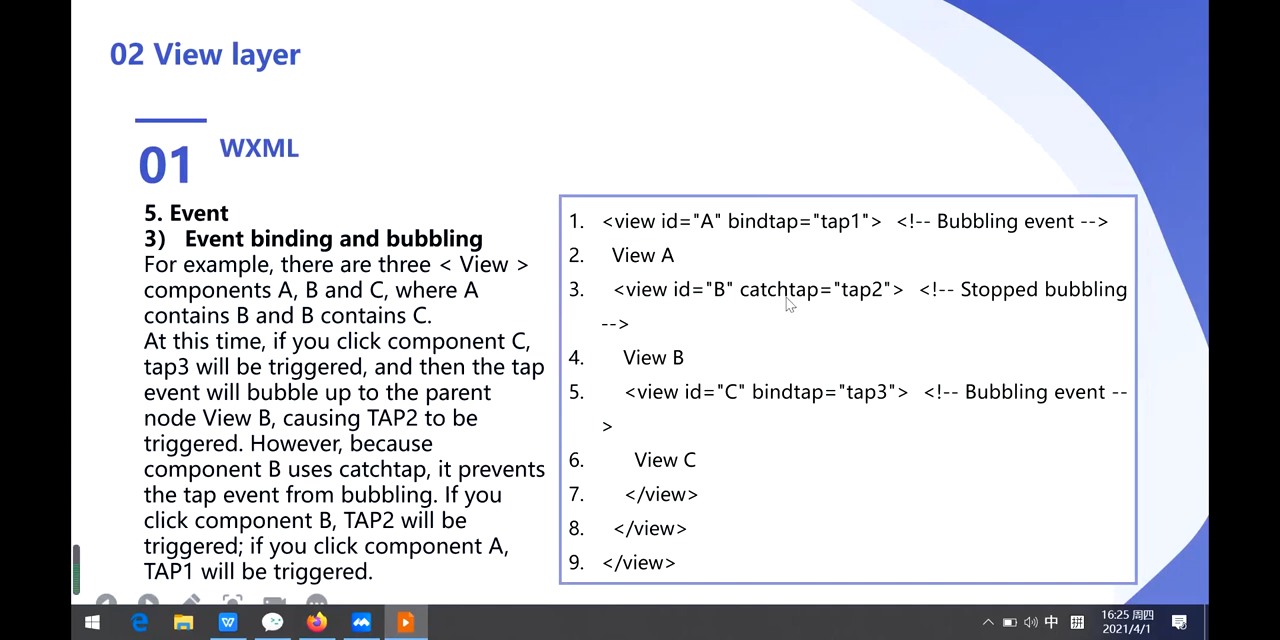 02 View layer
01
WXML
5. Event
3) Event binding and bubbling
For example, there are three < View >
components A, B and C, where A
contains B and B contains C.
At this time, if you click component C,
tap3 will be triggered, and then the tap
event will bubble up to the parent
node View B, causing TAP2 to be
triggered. However, because
component B uses catchtap, it prevents
the tap event from bubbling. If you
click component B, TAP2 will be
triggered; if you click component A,
TAP1 will be triggered.
1. <view id="A" bindtap="tap1"> <!-- Bubbling event -->
2. View A
3. <view id="B" catchtap="tap2"> <!-- Stopped bubbling
-->
4. View B
5. <view id="C" bindtap="tap3"> <!-- Bubbling event --
>
6. View C
7. </view>
8. </view>
9. </view>
中
16:25 周四
2021/4/1